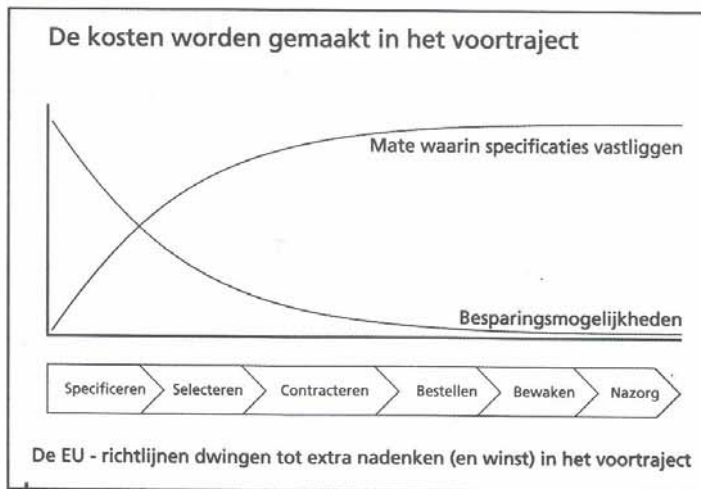 De kosten worden gemaakt in het voortraject
Mate waarin specificaties vastliggen
Besparingsmogelijkheden
Specificeren
Selecteren
Contracteren
Bestellen
Bewaken
Nazorg
De EU - richtlijnen dwingen tot extra nadenken (en winst) in het voortraject